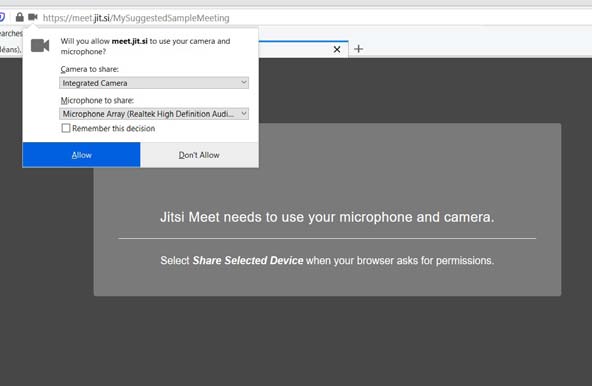 https://meet.jit.si/MySuggestedSampleMeeting
earches
léans),
Will you allow meet.jit.si to use your camera and
microphone?
Camera to share:
Integrated Camera
Microphone to share:
Microphone Array (Realtek High Definition Audi...
Remember this decision
Allow
Don't Allow
Jitsi Meet needs to use your microphone and camera.
Select Share Selected Device when your browser asks for permissions.